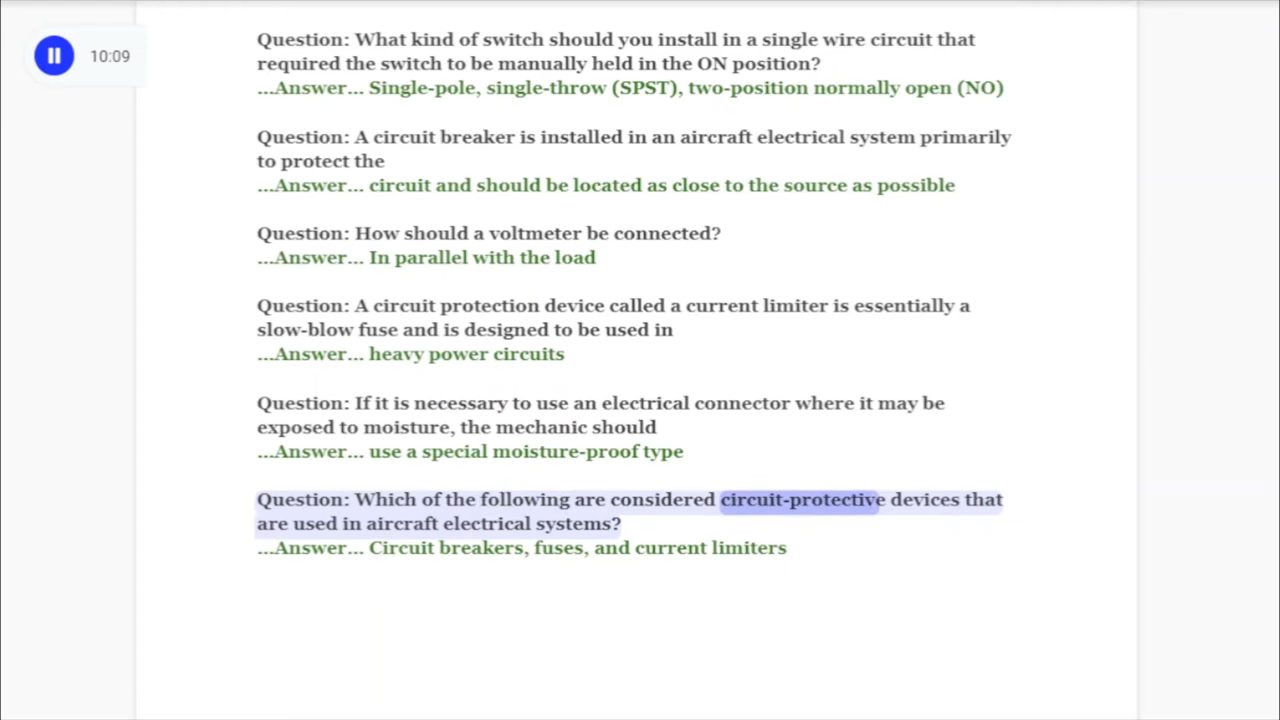 10:09
Question: What kind of switch should you install in a single wire circuit that
required the switch to be manually held in the ON position?
...Answer... Single-pole, single-throw (SPST), two-position normally open (NO)
Question: A circuit breaker is installed in an aircraft electrical system primarily
to protect the
...Answer... circuit and should be located as close to the source as possible
Question: How should a voltmeter be connected?
...Answer... In parallel with the load
Question: A circuit protection device called a current limiter is essentially a
slow-blow fuse and is designed to be used in
...Answer... heavy power circuits
Question: If it is necessary to use an electrical connector where it may be
exposed to moisture, the mechanic should
...Answer... use a special moisture-proof type
Question: Which of the following are considered circuit-protective devices that
are used in aircraft electrical systems?
...Answer... Circuit breakers, fuses, and current limiters